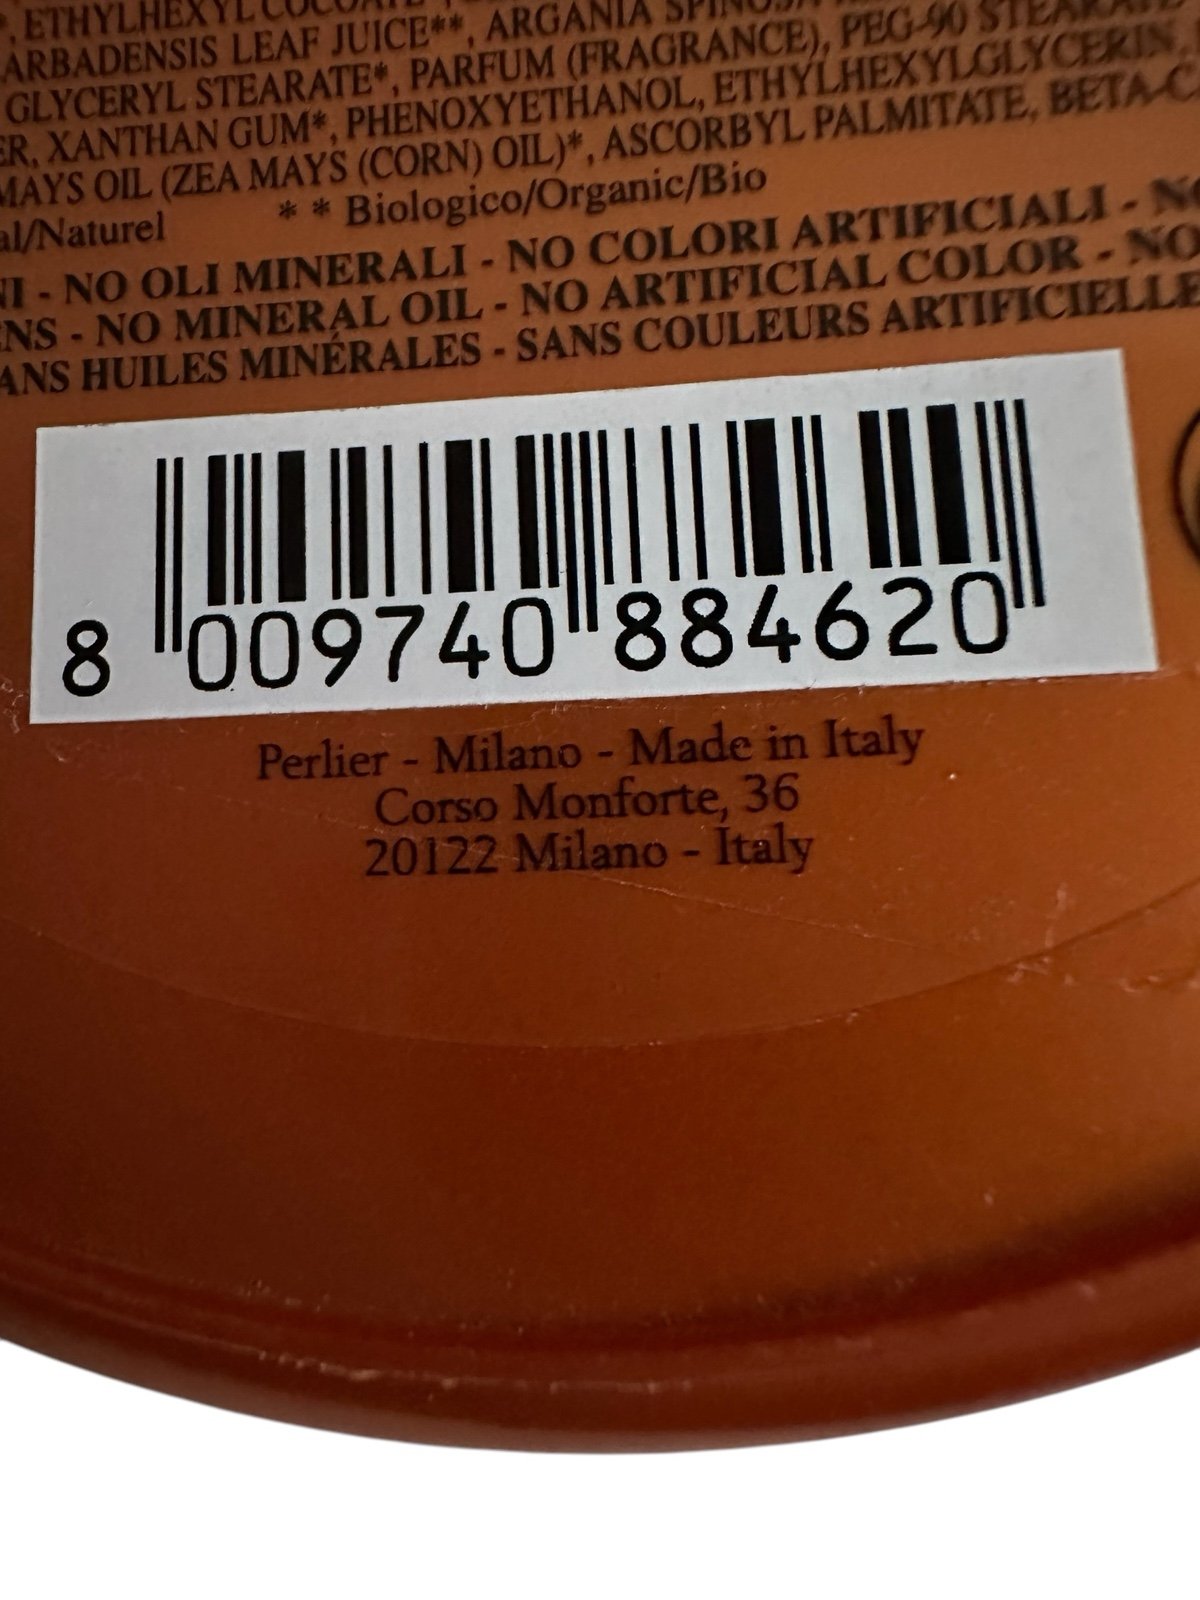 , ETHYLHEXYL COCOATE
ARBADENSIS LEAF JUICE**, ARGANIA SPINOSA
GLYCERYL STEARATE*, PARFUM (FRAGRANCE), PEG-90 STEARATE
ER, XANTHAN GUM*, PHENOXYETHANOL, ETHYLHEXYLGLYCERIN,
MAYS OIL (ZEA MAYS (CORN) OIL)*, ASCORBYL PALMITATE, BETA-CA
al/Naturel * * Biologico/Organic/Bio
NI - NO OLI MINERALI - NO COLORI ARTIFICIALI - NO
ENS - NO MINERAL OIL - NO ARTIFICIAL COLOR - NO
ANS HUILES MINÉRALES - SANS COULEURS ARTIFICIELLE
8 009740 884620
Perlier - Milano - Made in Italy
Corso Monforte, 36
20122 Milano - Italy